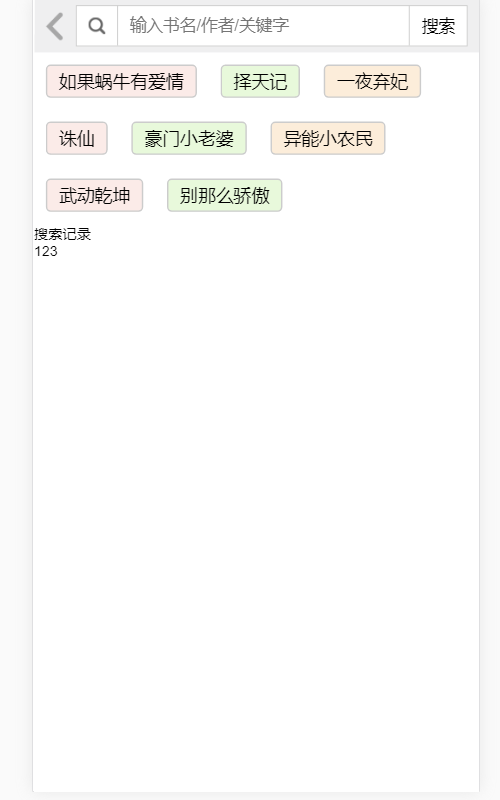 输入书名/作者/关键字 搜索
如果蜗牛有爱情 择天记 一夜弃妃
诛仙 豪门小老婆 异能小农民
武动乾坤 别那么骄傲
搜索记录
123